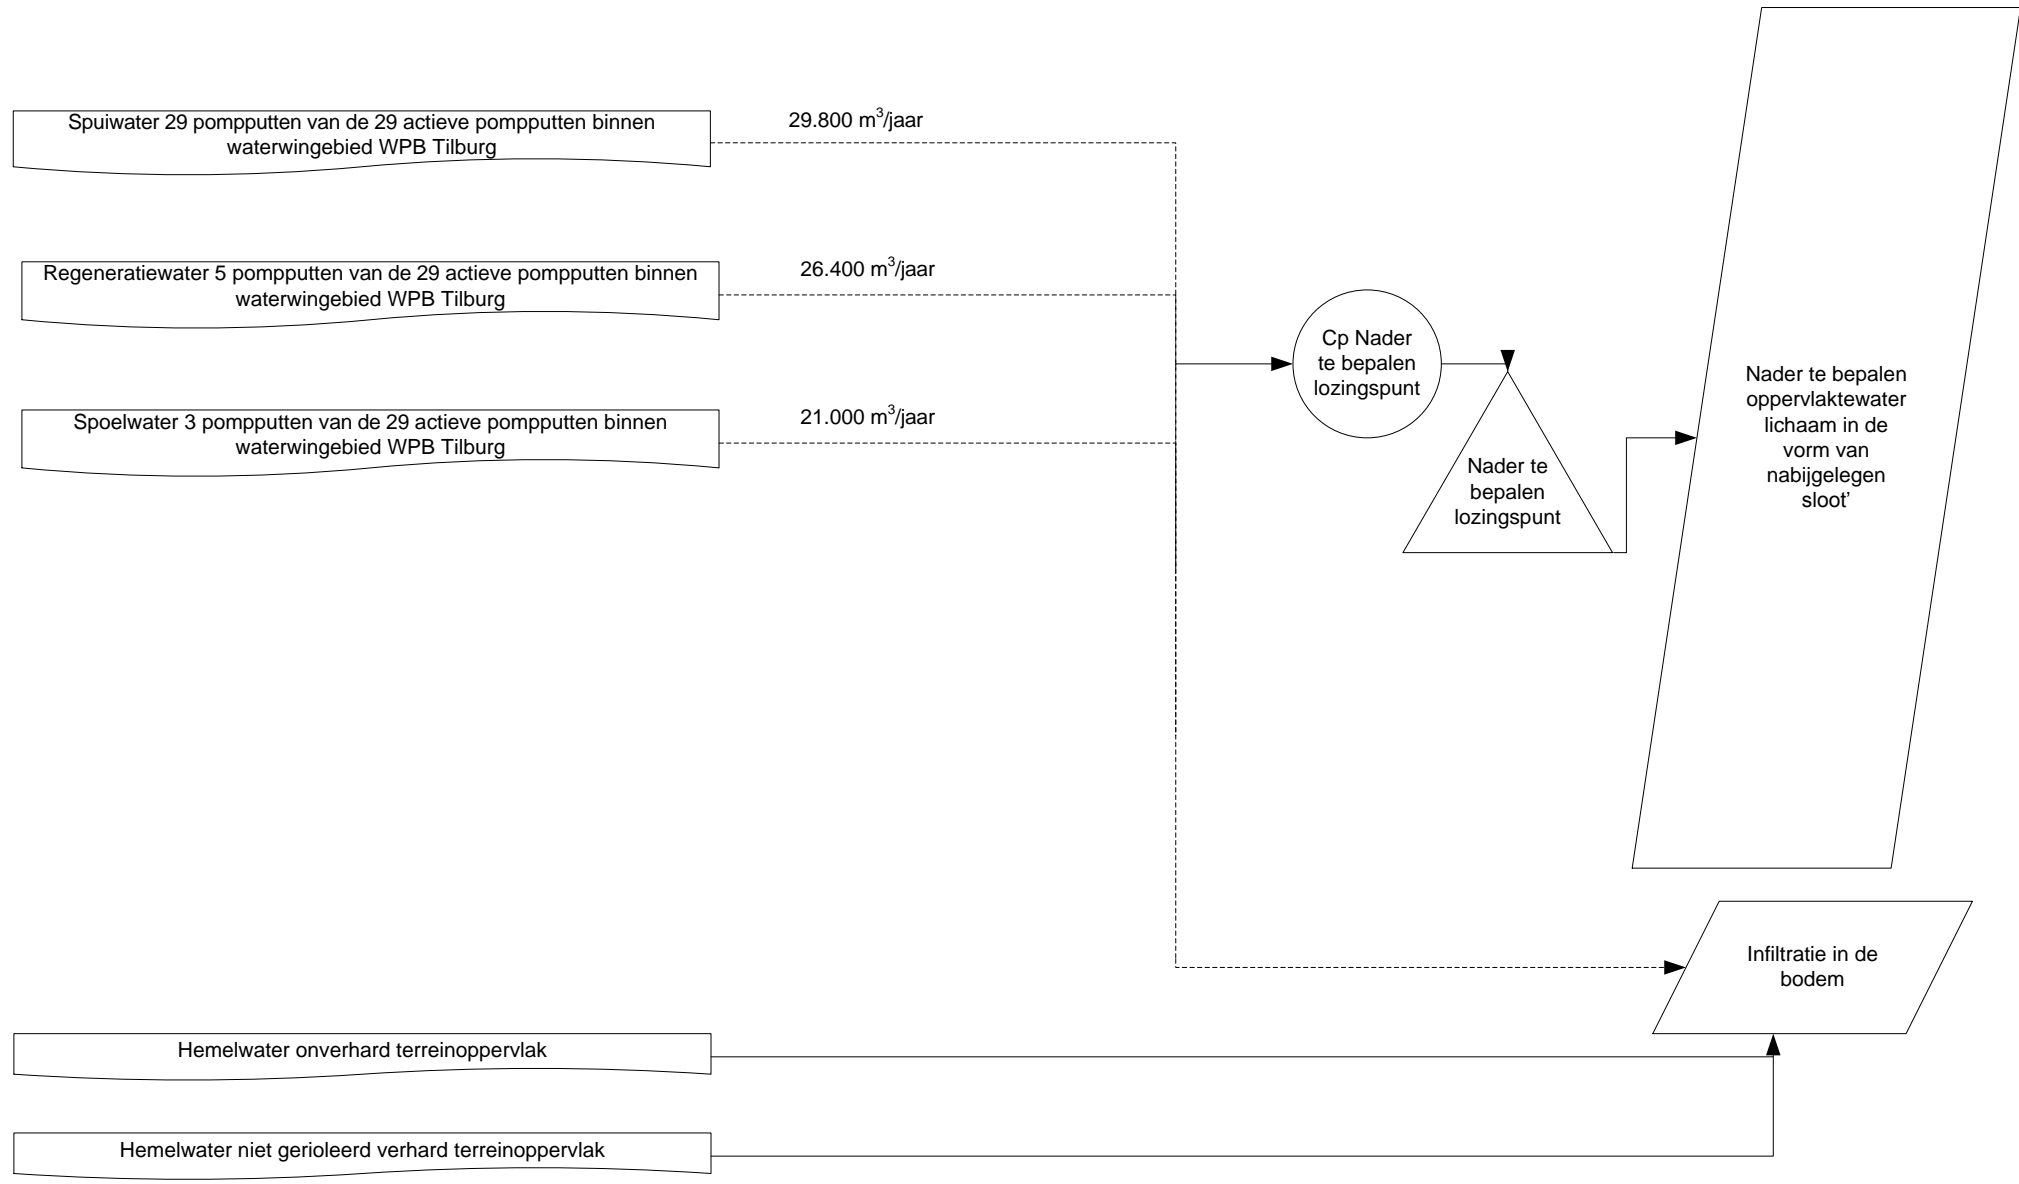 Spuiwater 29 pompputten van de 29 actieve pompputten binnen
waterwingebied WPB Tilburg
29.800 m³/jaar
Regeneratiewater 5 pompputten van de 29 actieve pompputten binnen
waterwingebied WPB Tilburg
26.400 m³/jaar
Spoelwater 3 pompputten van de 29 actieve pompputten binnen
waterwingebied WPB Tilburg
21.000 m³/jaar
Cp Nader
te bepalen
lozingspunt
Nader te
bepalen
lozingspunt
Nader te bepalen
oppervlaktewater
lichaam in de
vorm van
nabijgelegen
sloot’
Infiltratie in de
bodem
Hemelwater onverhard terreinoppervlak
Hemelwater niet gerioleerd verhard terreinoppervlak